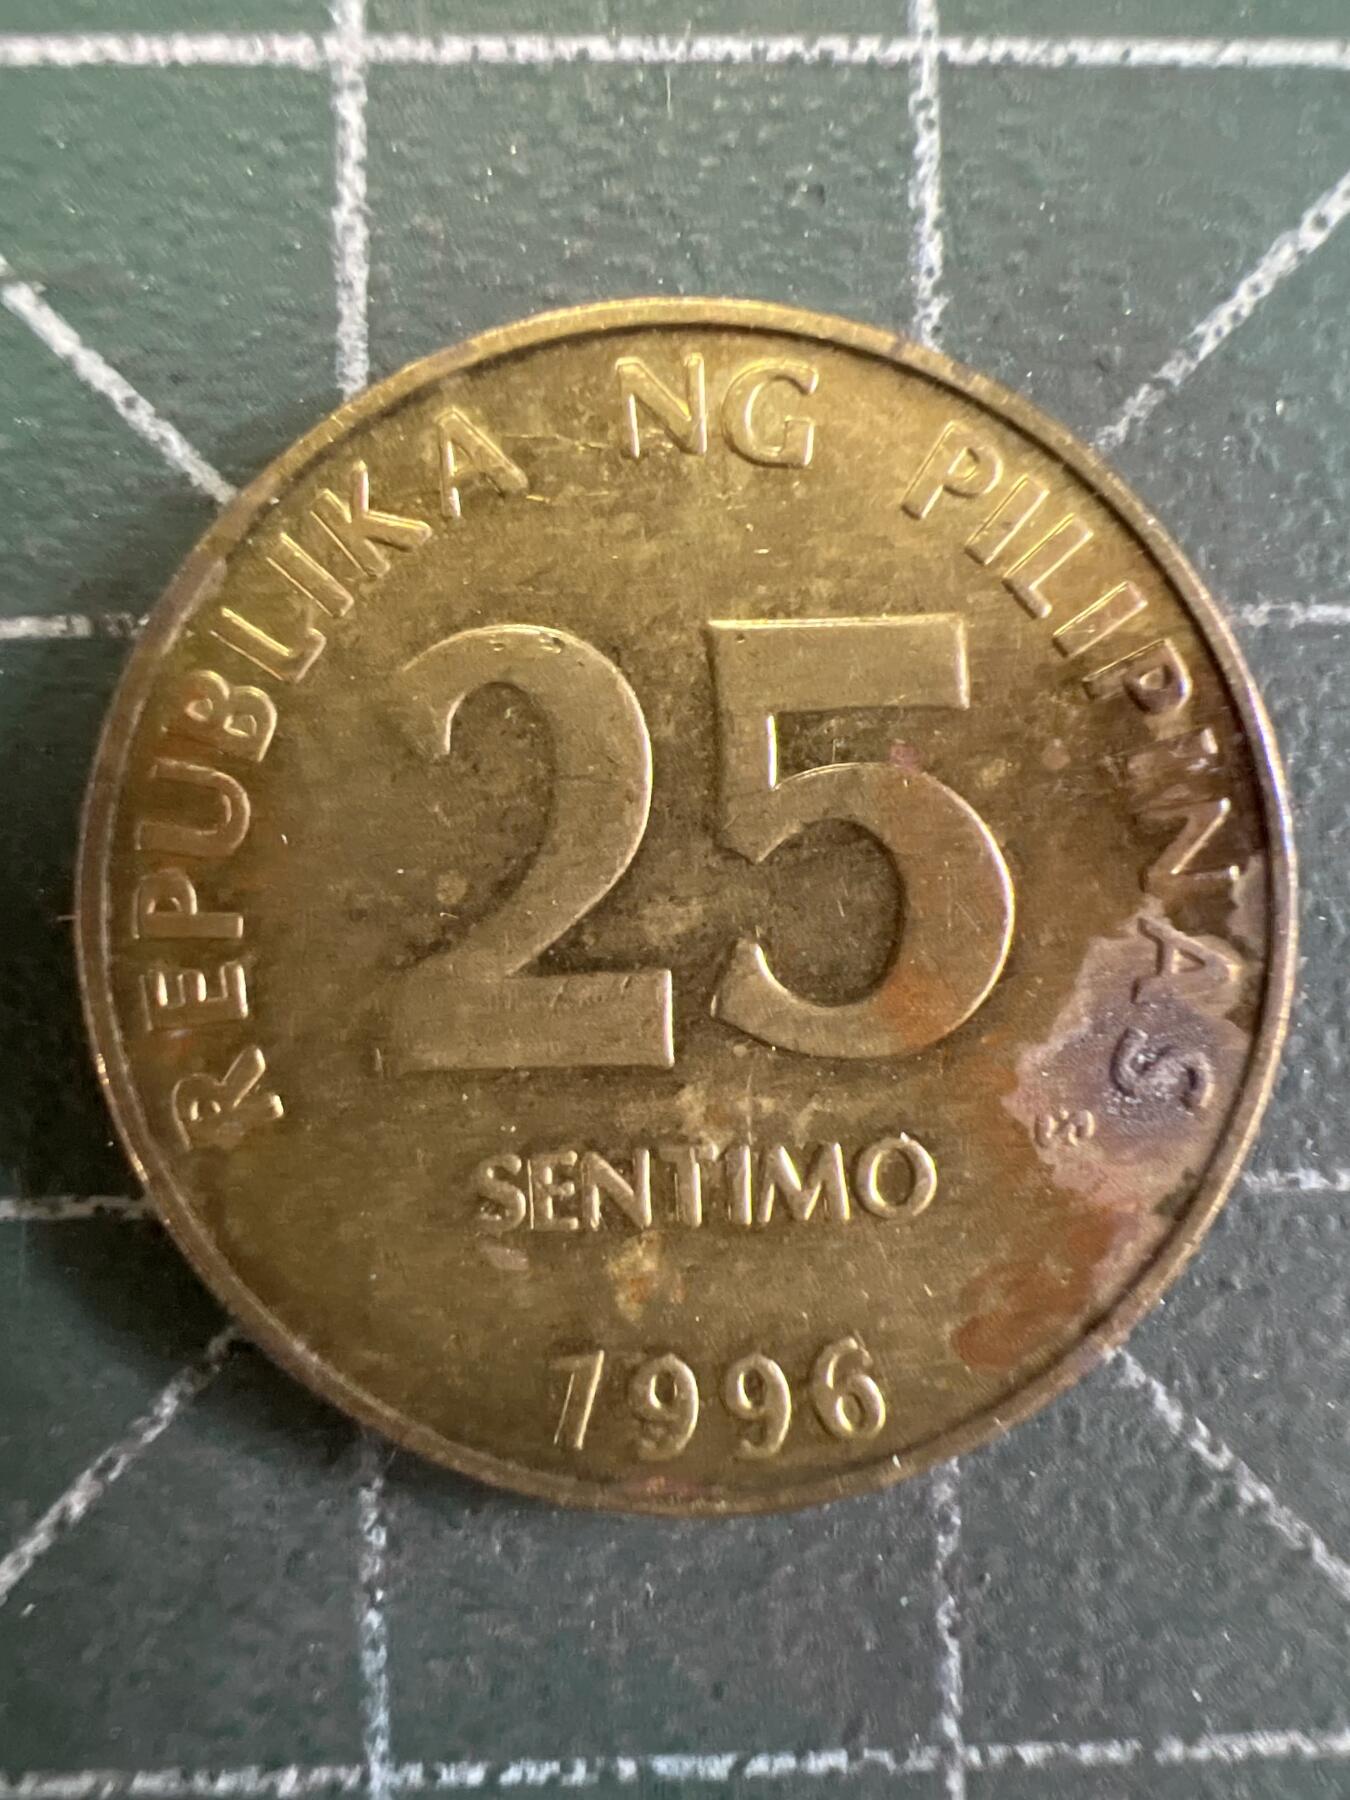 REPUBLIKA NG PILIPINAS
25
SENTIMO
1996